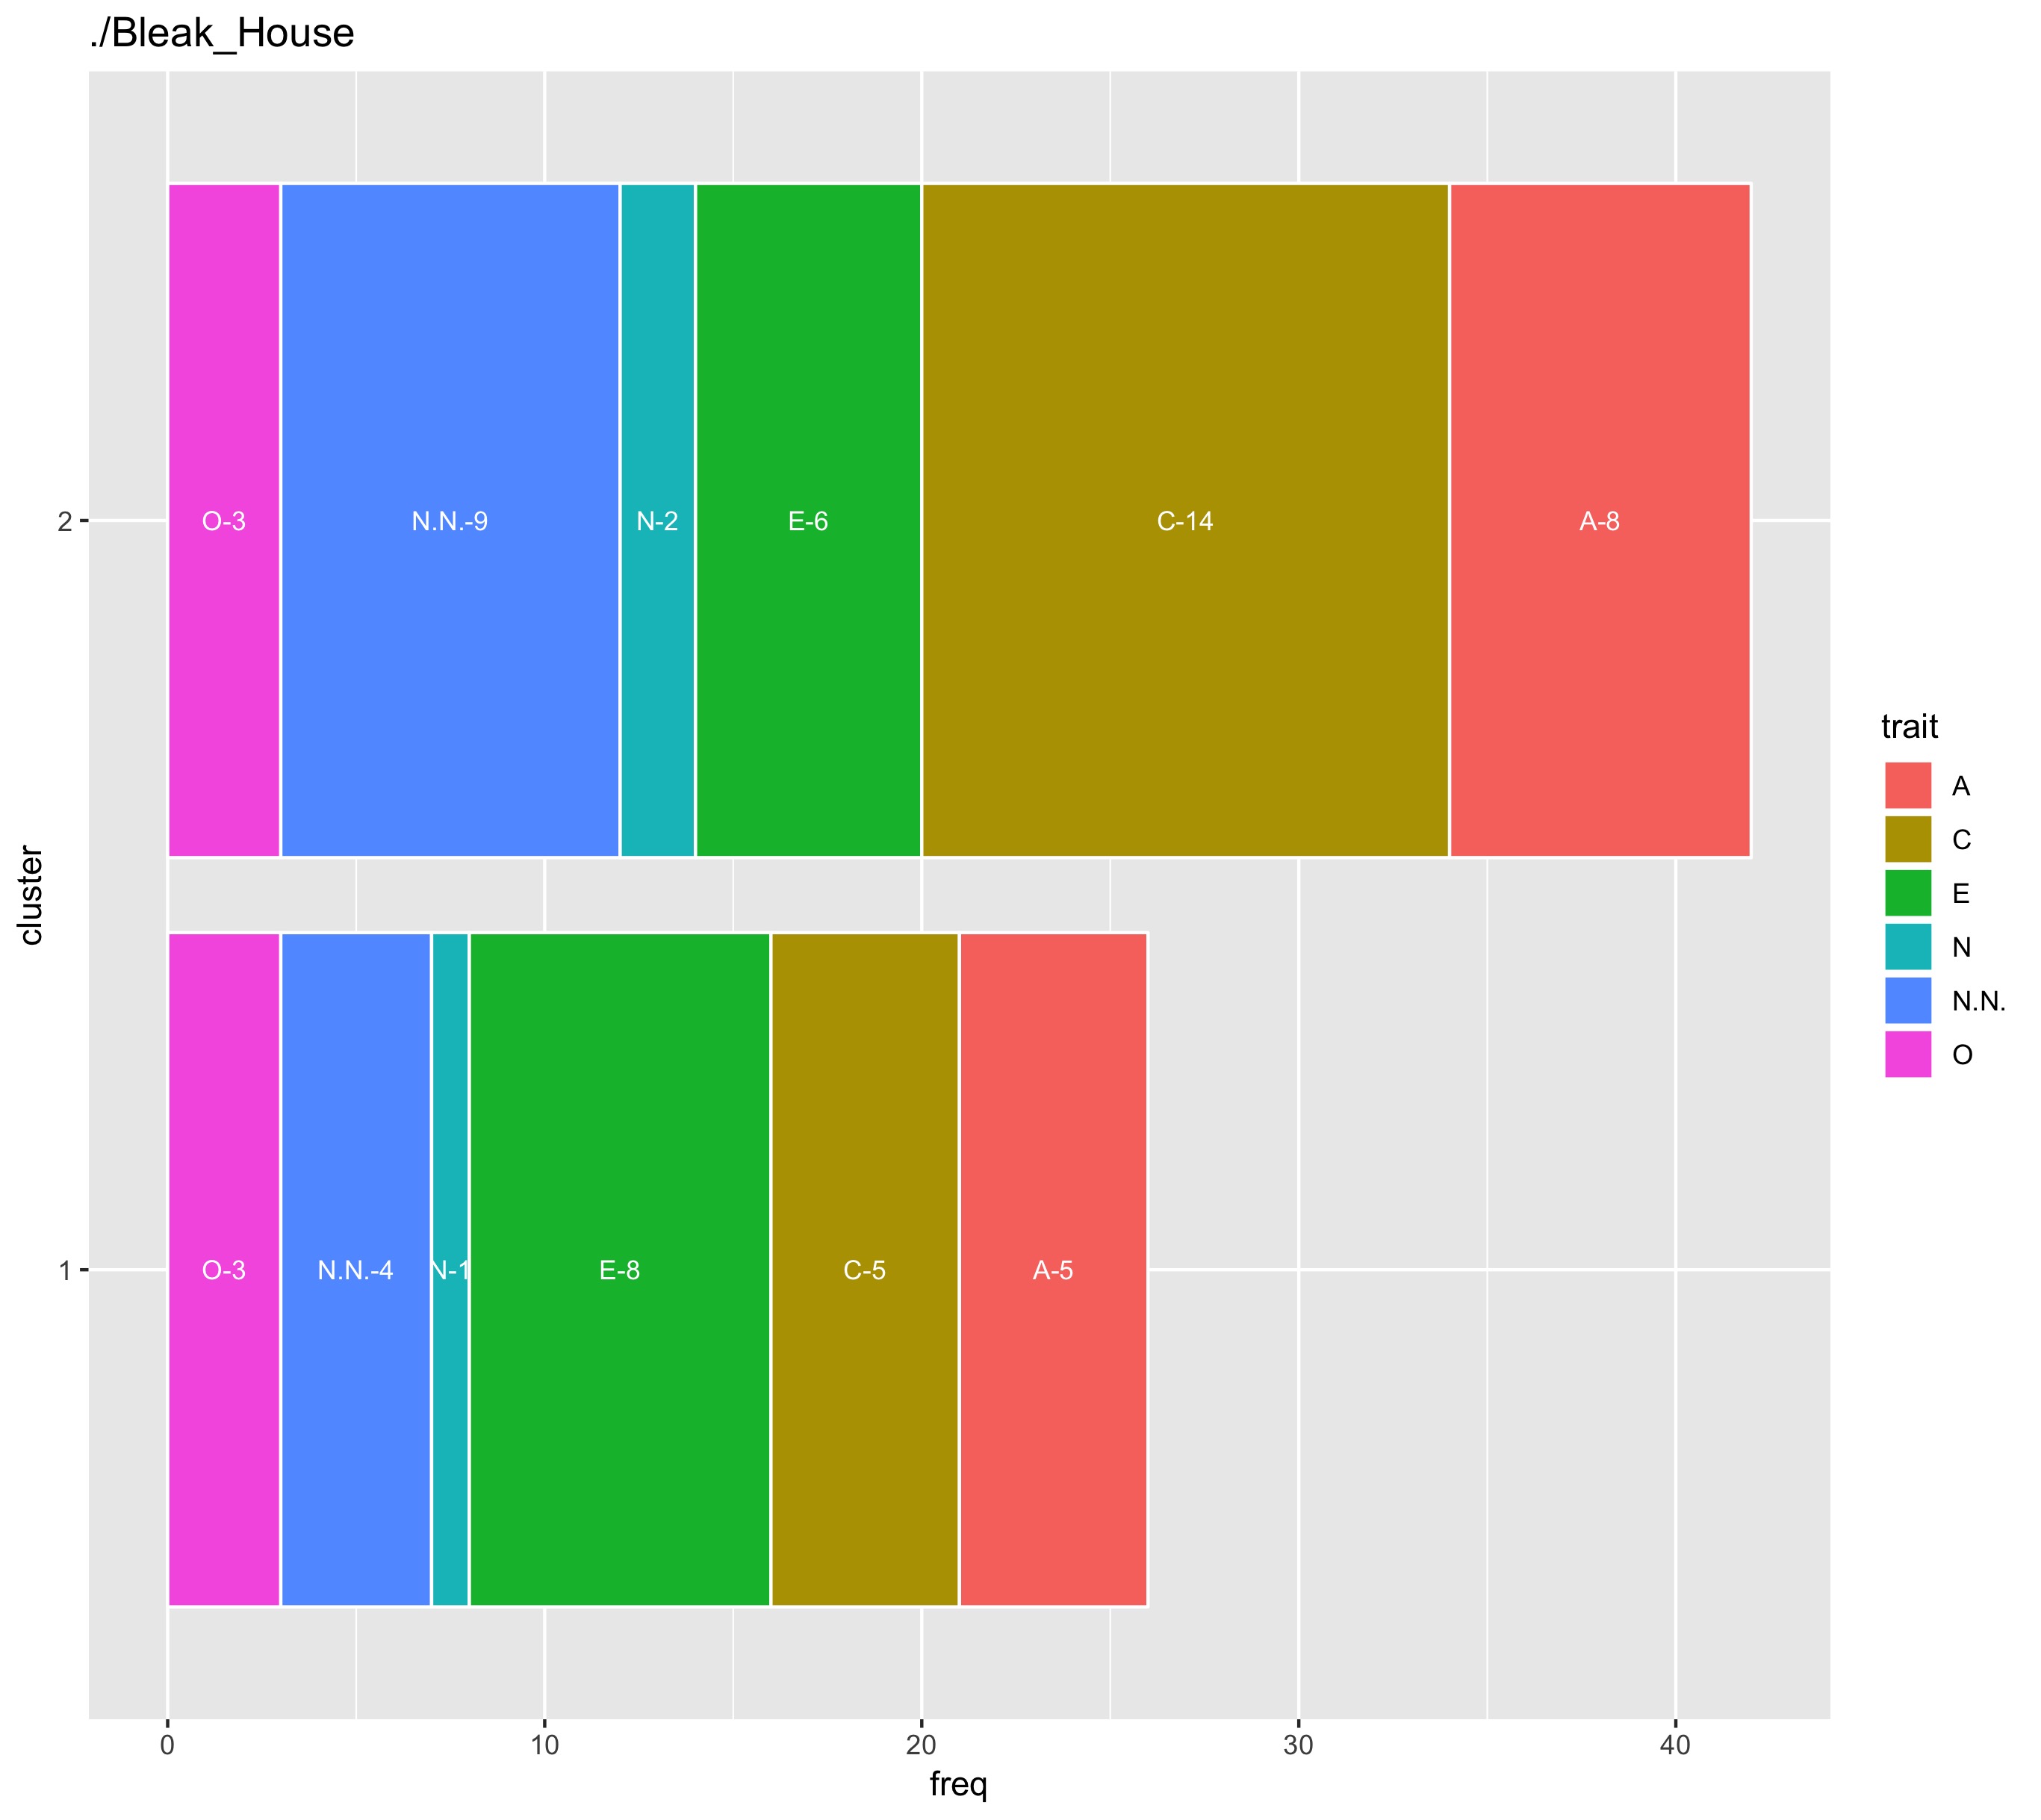 ./Bleak_House
2
O-3 N.N.-9 N-2 E-6 C-14 A-8
cluster
1
O-3 N.N.-4 N-1 E-8 C-5 A-5
0 10 20 30 40
freq
trait
A
C
E
N
N.N.
O